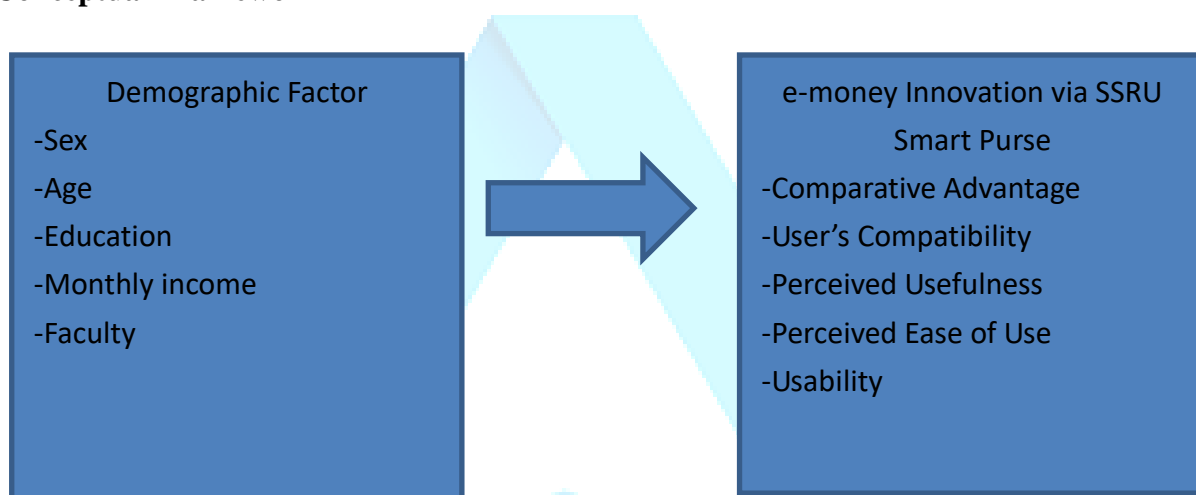 Demographic Factor
-Sex
-Age
-Education
-Monthly income
-Faculty
e-money Innovation via SSRU
Smart Purse
-Comparative Advantage
-User’s Compatibility
-Perceived Usefulness
-Perceived Ease of Use
-Usability